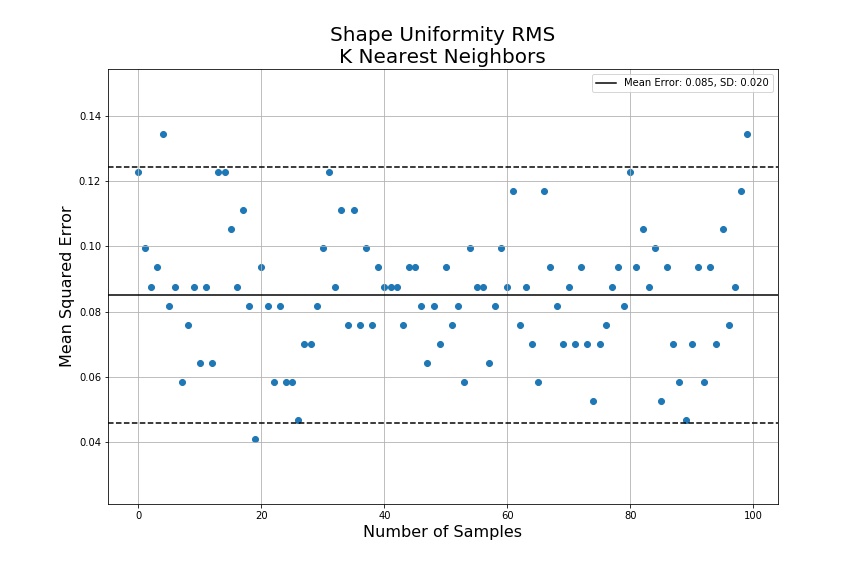 Shape Uniformity RMS
K Nearest Neighbors
Mean Error: 0.085, SD: 0.020
Mean Squared Error
0.14
0.12
0.10
0.08
0.06
0.04
0 20 40 60 80 100
Number of Samples